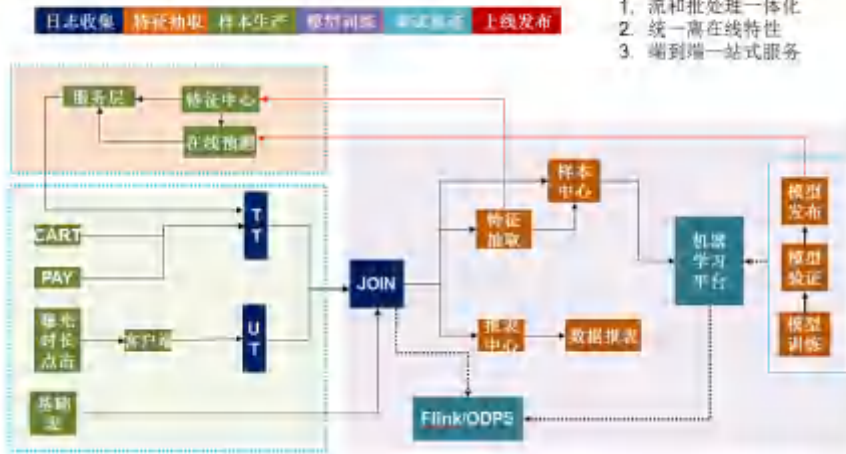 日志收集 特征抽取 样本生产 模型训练 上线发布
1. 流和批处理一体化
2. 统一离在线特性
3. 端到端一站式服务
服务层
特征中心
在线预测
CART
PAY
曝光
时长
点击
客户端
基础
表
T
T
U
T
JOIN
特征
抽取
样本
中心
报表
中心
数据报表
Flink/ODPS
机器
学习
平台
模型
发布
模型
验证
模型
训练